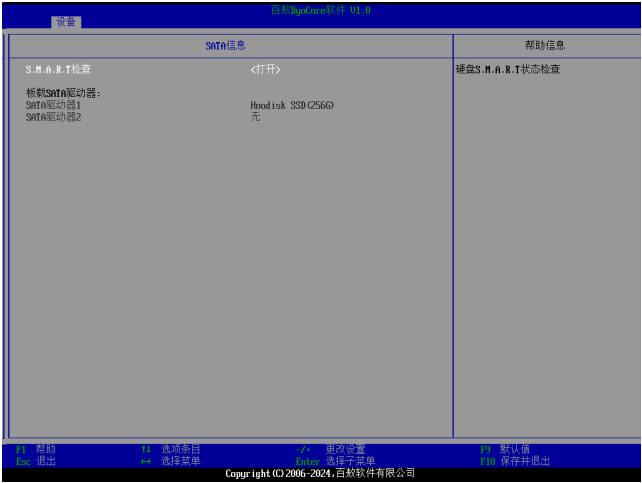 百敖ByoCore软件 V1.0
设备
SATA信息 帮助信息
S.M.A.R.T检查 <打开> 硬盘S.M.A.R.T状态检查
板载SATA驱动器:
SATA驱动器1 Hoodisk SSD(256G)
SATA驱动器2 无
F1 帮助 ↑↓ 选项条目 -/+ 更改设置 F9 默认值
Esc 退出 ↔ 选择菜单 Enter 选择子菜单 F10 保存并退出
Copyright(C)2006-2024,百敖软件有限公司